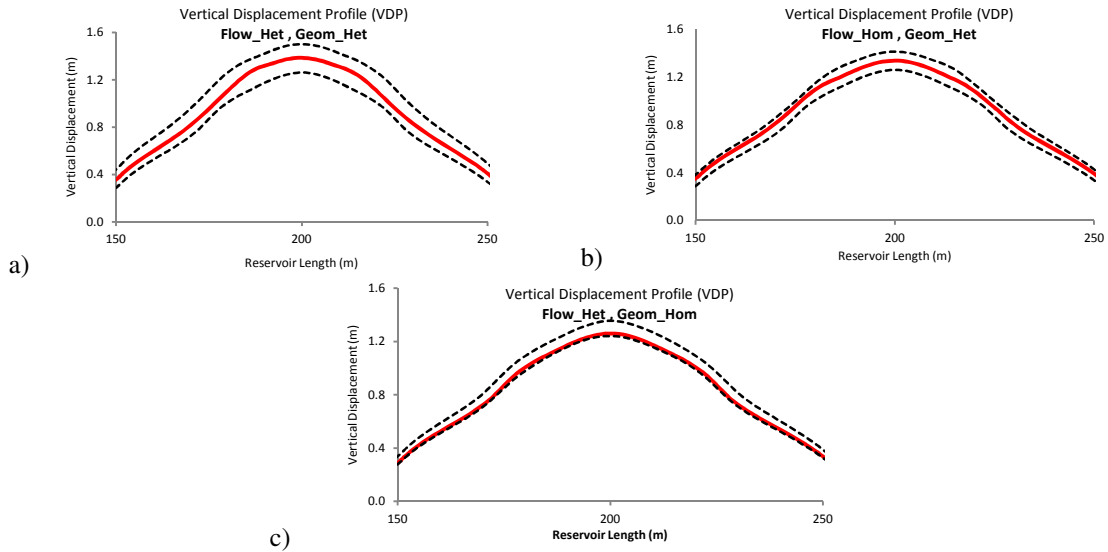 Vertical Displacement Profile (VDP)
Flow_Het , Geom_Het
Vertical Displacement (m)
1.6
1.2
0.8
0.4
0.0
150
200
250
Reservoir Length (m)
a)
Vertical Displacement Profile (VDP)
Flow_Hom , Geom_Het
Vertical Displacement (m)
1.6
1.2
0.8
0.4
0.0
150
200
250
Reservoir Length (m)
b)
Vertical Displacement Profile (VDP)
Flow_Het , Geom_Hom
Vertical Displacement (m)
1.6
1.2
0.8
0.4
0.0
150
200
250
Reservoir Length (m)
c)